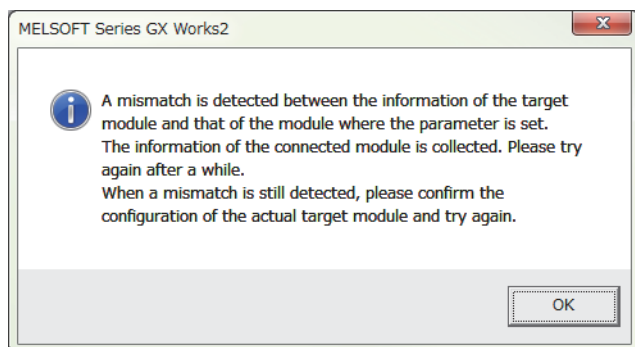 MELSOFT Series GX Works2
A mismatch is detected between the information of the target
module and that of the module where the parameter is set.
The information of the connected module is collected. Please try
again after a while.
When a mismatch is still detected, please confirm the
configuration of the actual target module and try again.
OK